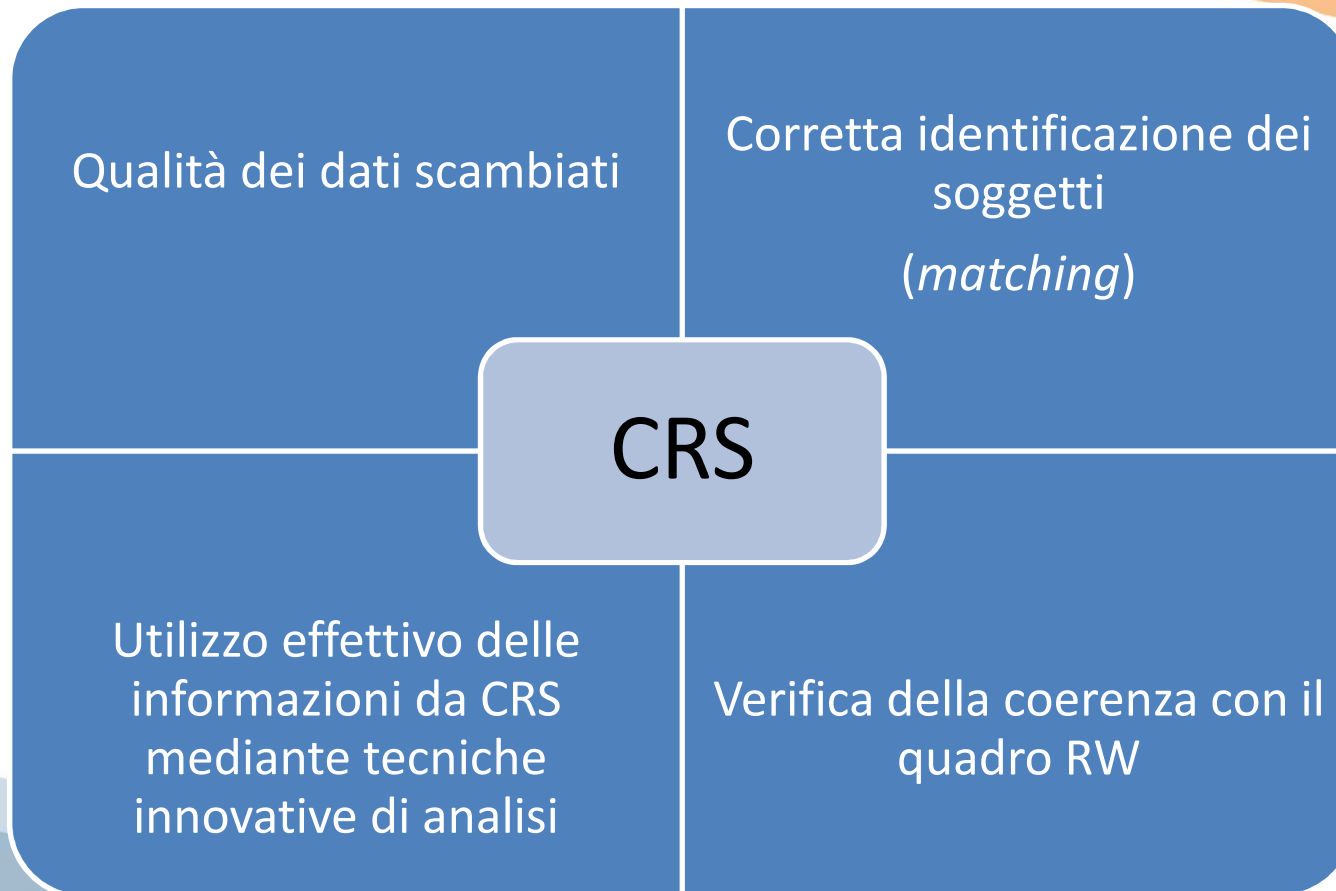 Qualità dei dati scambiati
Corretta identificazione dei
soggetti
(matching)
CRS
Utilizzo effettivo delle
informazioni da CRS
mediante tecniche
innovative di analisi
Verifica della coerenza con il
quadro RW